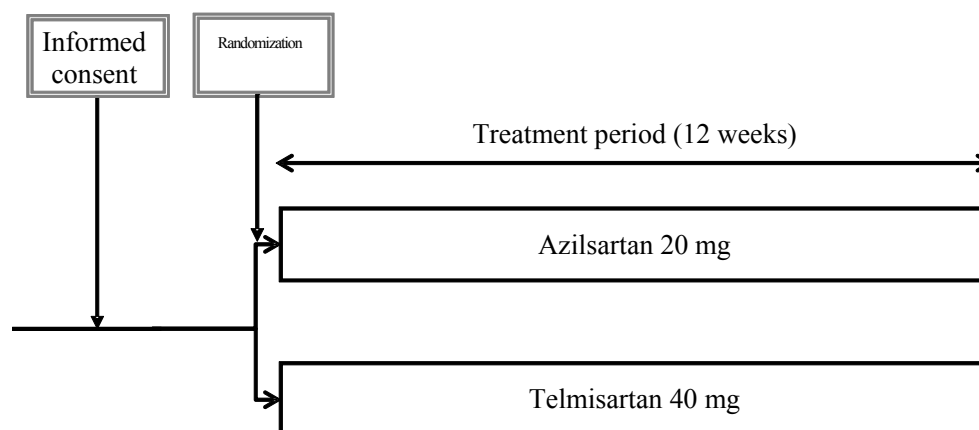 Informed
consent
Randomization
Treatment period (12 weeks)
Azilsartan 20 mg
Telmisartan 40 mg